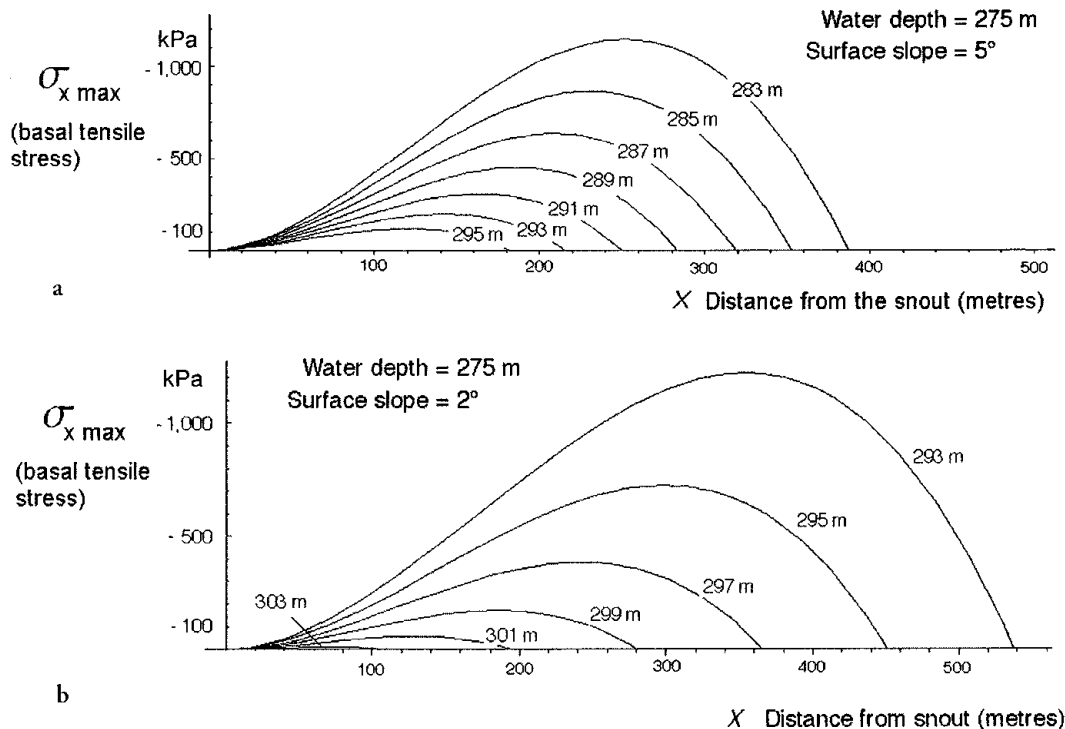 kPa
σx max
(basal tensile
stress)
- 1,000
- 500
- 100
Water depth = 275 m
Surface slope = 5°
283 m
285 m
287 m
289 m
291 m
293 m
295 m
100
200
300
400
500
a
X Distance from the snout (metres)
kPa
σx max
(basal tensile
stress)
- 1,000
- 500
- 100
Water depth = 275 m
Surface slope = 2°
293 m
295 m
297 m
299 m
301 m
303 m
100
200
300
400
500
b
X Distance from snout (metres)